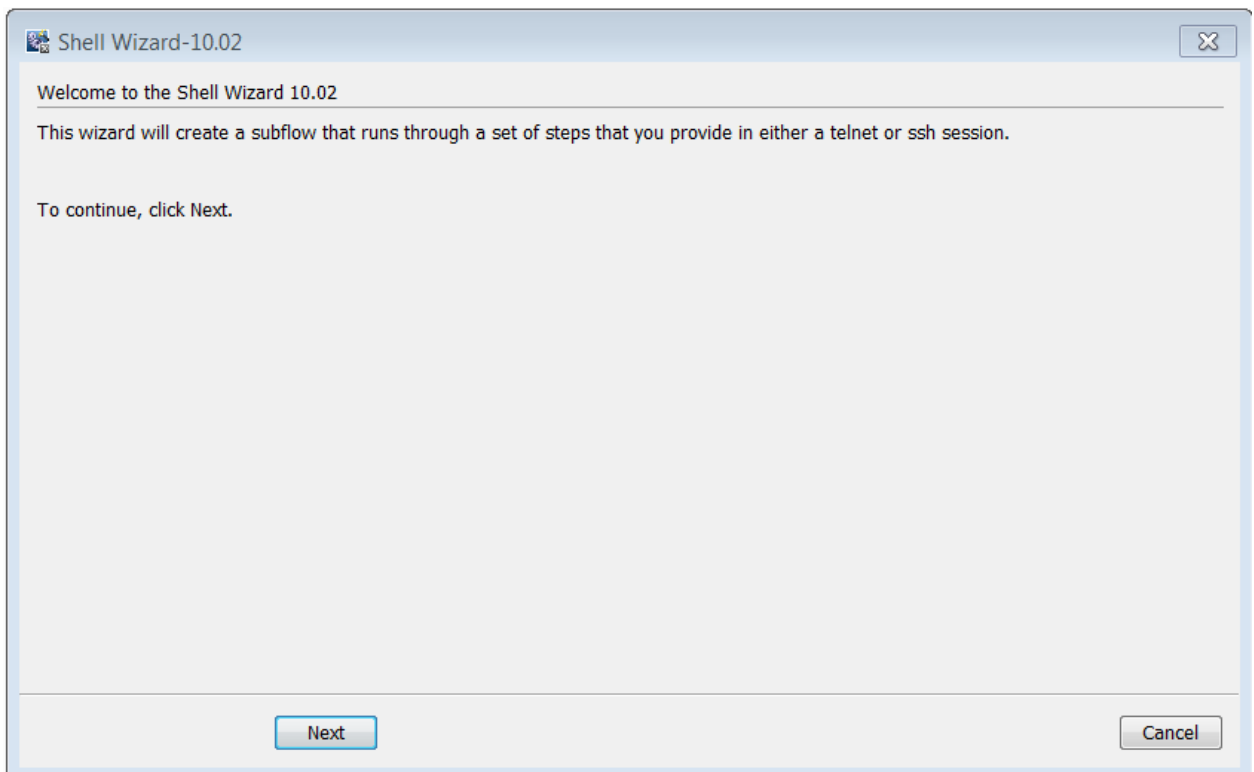 Shell Wizard-10.02
Welcome to the Shell Wizard 10.02
This wizard will create a subflow that runs through a set of steps that you provide in either a telnet or ssh session.
To continue, click Next.
Next
Cancel